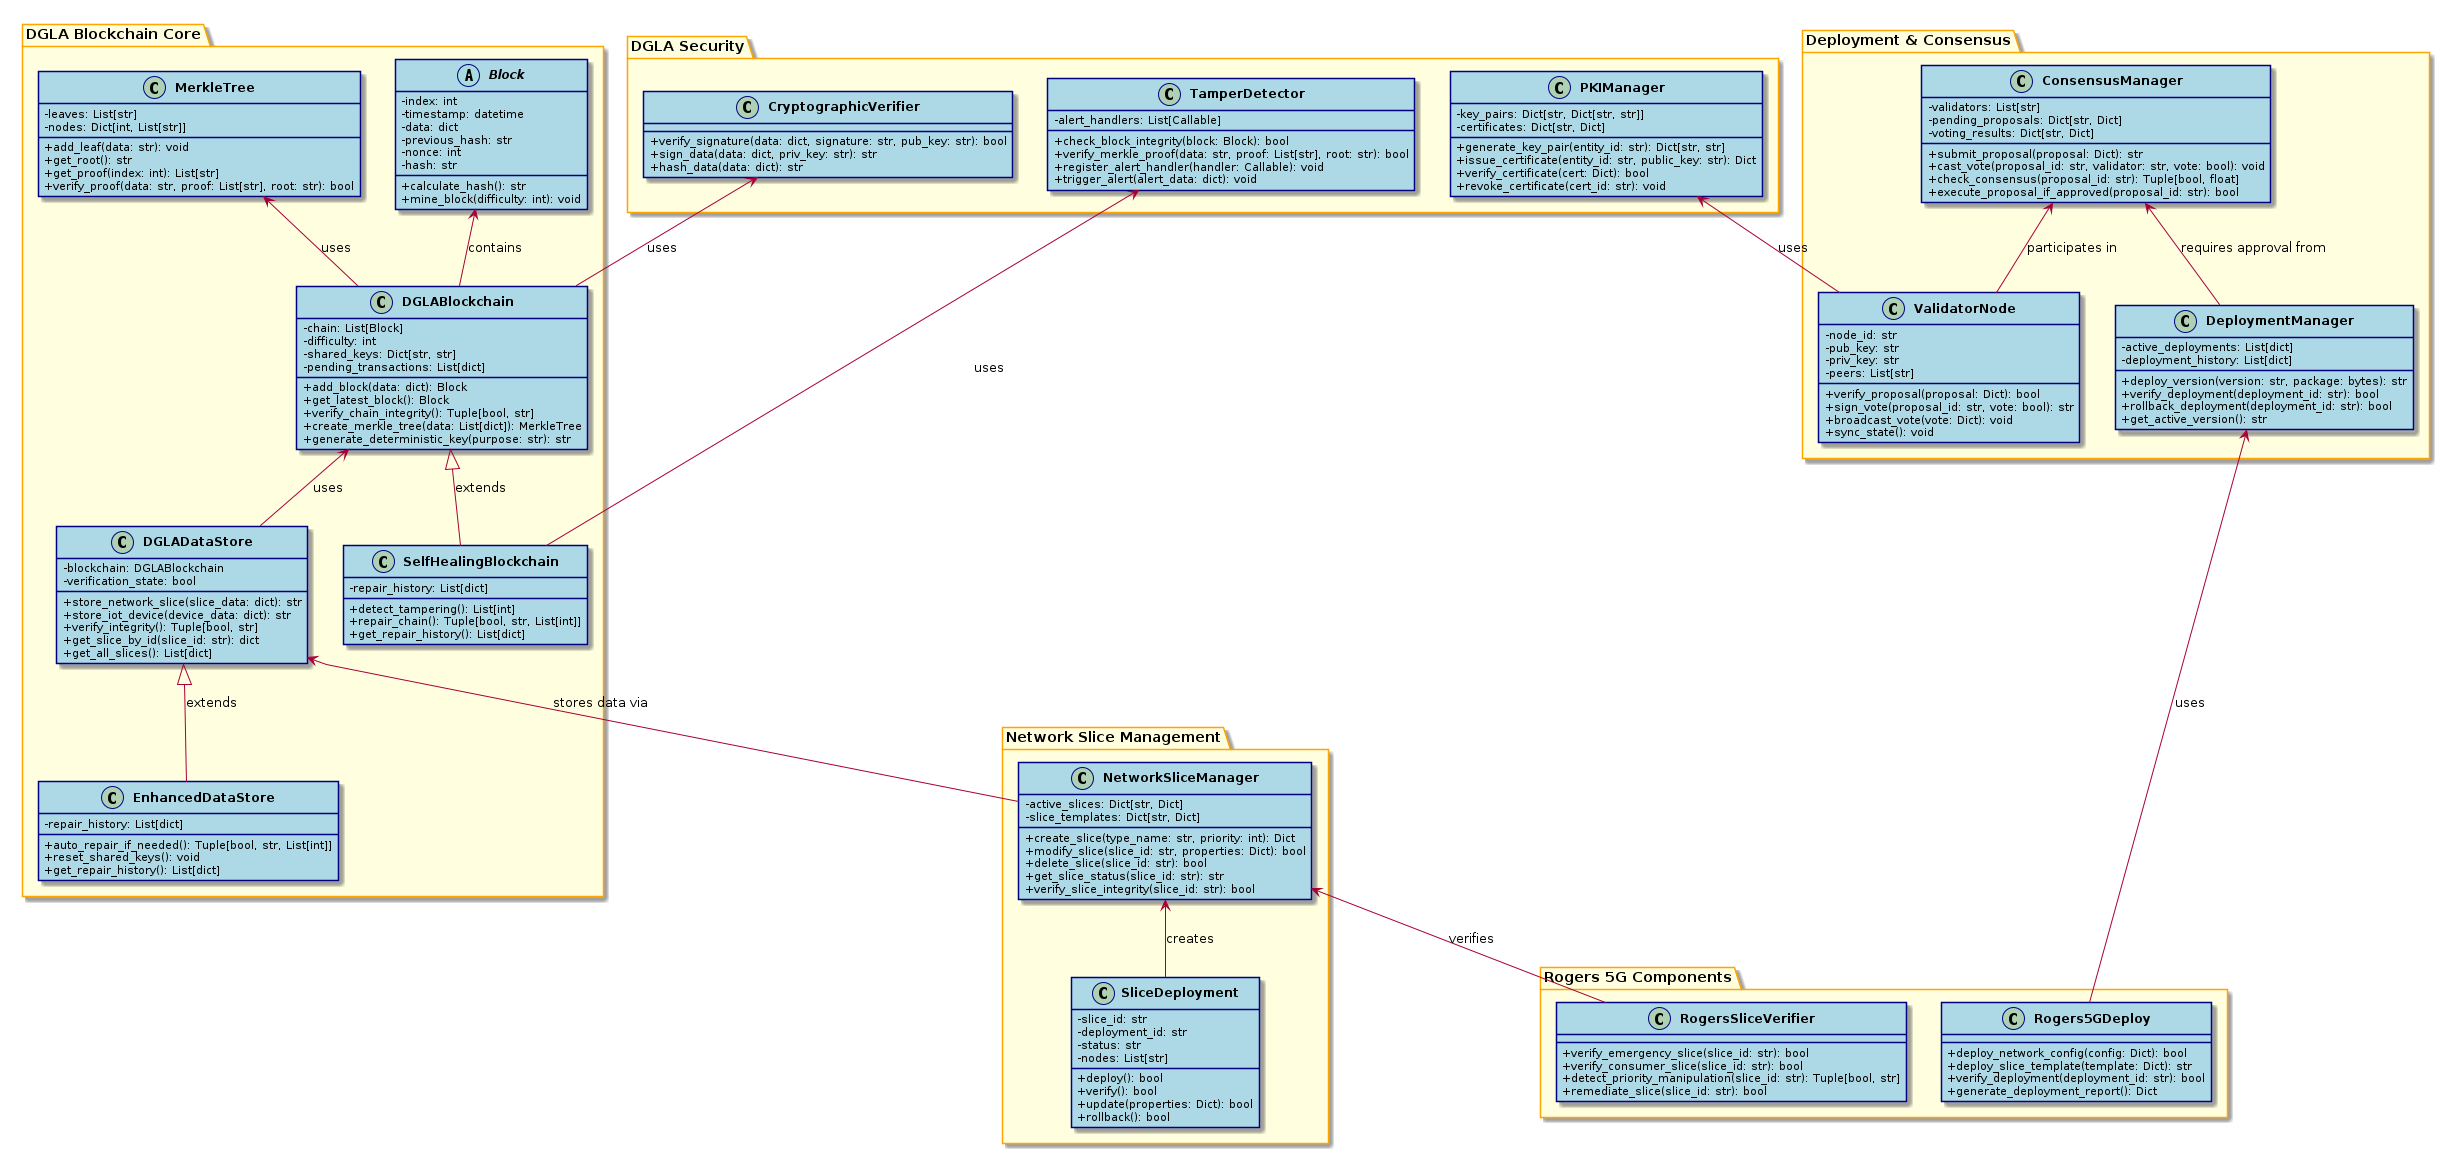 DGLA Blockchain Core
MerkleTree
-leaves: List[str]
-nodes: Dict[int, List[str]]
+add_leaf(data: str): void
+get_root(): str
+get_proof(index: int): List[str]
+verify_proof(data: str, proof: List[str], root: str): bool
A
Block
-index: int
-timestamp: datetime
-data: dict
-previous_hash: str
-nonce: int
-hash: str
+calculate_hash(): str
+mine_block(difficulty: int): void
uses
contains
C
DGLABlockchain
-chain: List[Block]
-difficulty: int
-shared_keys: Dict[str, str]
-pending_transactions: List[dict]
+add_block(data: dict): Block
+get_latest_block(): Block
+verify_chain_integrity(): Tuple[bool, str]
+create_merkle_tree(data: List[dict]): MerkleTree
+generate_deterministic_key(purpose: str): str
uses
extends
C
DGLADataStore
-blockchain: DGLABlockchain
-verification_state: bool
+store_network_slice(slice_data: dict): str
+store_iot_device(device_data: dict): str
+verify_integrity(): Tuple[bool, str]
+get_slice_by_id(slice_id: str): dict
+get_all_slices(): List[dict]
C
SelfHealingBlockchain
-repair_history: List[dict]
+detect_tampering(): List[int]
+repair_chain(): Tuple[bool, str, List[int]]
+get_repair_history(): List[dict]
extends
stores data via
C
EnhancedDataStore
-repair_history: List[dict]
+auto_repair_if_needed(): Tuple[bool, str, List[int]]
+reset_shared_keys(): void
+get_repair_history(): List[dict]
DGLA Security
C
CryptographicVerifier
+verify_signature(data: dict, signature: str, pub_key: str): bool
+sign_data(data: dict, priv_key: str): str
+hash_data(data: dict): str
C
TamperDetector
-alert_handlers: List[Callable]
+check_block_integrity(block: Block): bool
+verify_merkle_proof(data: str, proof: List[str], root: str): bool
+register_alert_handler(handler: Callable): void
+trigger_alert(alert_data: dict): void
C
PKIManager
-key_pairs: Dict[str, Dict[str, str]]
-certificates: Dict[str, Dict]
+generate_key_pair(entity_id: str): Dict[str, str]
+issue_certificate(entity_id: str, public_key: str): Dict
+verify_certificate(cert: Dict): bool
+revoke_certificate(cert_id: str): void
uses
uses
uses
Deployment & Consensus
C
ConsensusManager
-validators: List[str]
-pending_proposals: Dict[str, Dict]
-voting_results: Dict[str, Dict]
+submit_proposal(proposal: Dict): str
+cast_vote(proposal_id: str, validator: str, vote: bool): void
+check_consensus(proposal_id: str): Tuple[bool, float]
+execute_proposal_if_approved(proposal_id: str): bool
participates in
requires approval from
C
ValidatorNode
-node_id: str
-pub_key: str
-priv_key: str
-peers: List[str]
+verify_proposal(proposal: Dict): bool
+sign_vote(proposal_id: str, vote: bool): str
+broadcast_vote(vote: Dict): void
+sync_state(): void
C
DeploymentManager
-active_deployments: List[dict]
-deployment_history: List[dict]
+deploy_version(version: str, package: bytes): str
+verify_deployment(deployment_id: str): bool
+rollback_deployment(deployment_id: str): bool
+get_active_version(): str
uses
Network Slice Management
C
NetworkSliceManager
-active_slices: Dict[str, Dict]
-slice_templates: Dict[str, Dict]
+create_slice(type_name: str, priority: int): Dict
+modify_slice(slice_id: str, properties: Dict): bool
+delete_slice(slice_id: str): bool
+get_slice_status(slice_id: str): str
+verify_slice_integrity(slice_id: str): bool
creates
verifies
C
SliceDeployment
-slice_id: str
-deployment_id: str
-status: str
-nodes: List[str]
+deploy(): bool
+verify(): bool
+update(properties: Dict): bool
+rollback(): bool
Rogers 5G Components
C
RogersSliceVerifier
+verify_emergency_slice(slice_id: str): bool
+verify_consumer_slice(slice_id: str): bool
+detect_priority_manipulation(slice_id: str): Tuple[bool, str]
+remediate_slice(slice_id: str): bool
C
Rogers5GDeploy
+deploy_network_config(config: Dict): bool
+deploy_slice_template(template: Dict): str
+verify_deployment(deployment_id: str): bool
+generate_deployment_report(): Dict